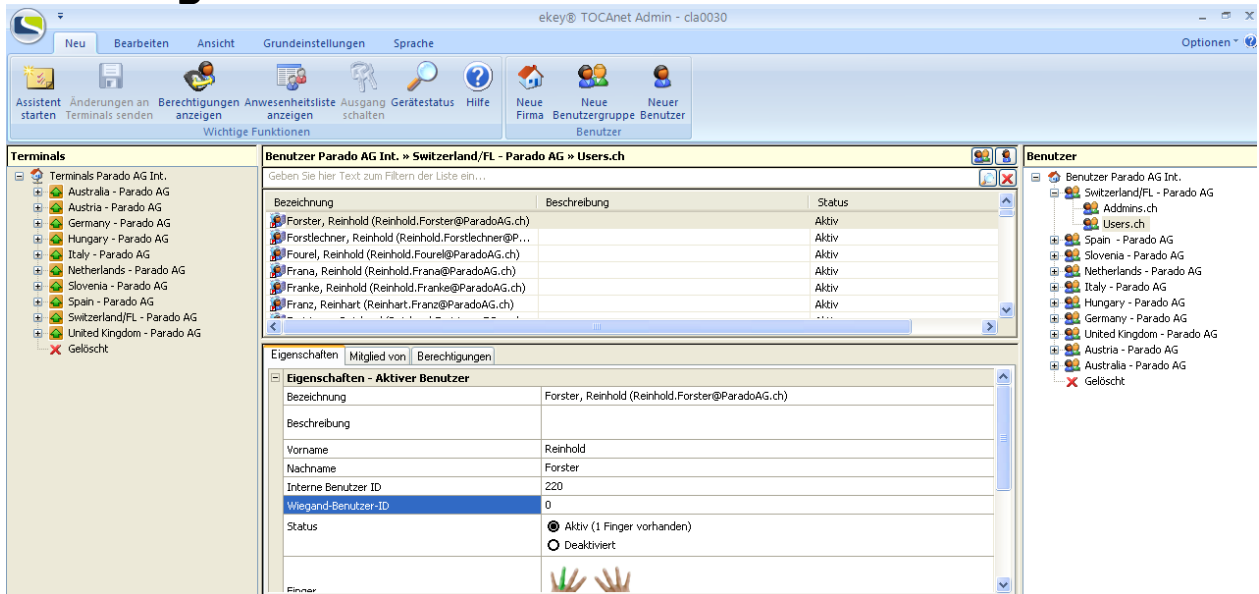 ekey® TOCAnet Admin - cla0030
Neu Bearbeiten Ansicht Grundeinstellungen Sprache Optionen
Assistent starten Änderungen an Terminals senden Berechtigungen anzeigen Anwesenheitsliste anzeigen Ausgang schalten Gerätestatus Hilfe Neue Firma Neue Benutzergruppe Neuer Benutzer
Wichtige Funktionen Benutzer
Terminals
Terminals Parado AG Int.
Australia - Parado AG
Austria - Parado AG
Germany - Parado AG
Hungary - Parado AG
Italy - Parado AG
Netherlands - Parado AG
Slovenia - Parado AG
Spain - Parado AG
Switzerland/FL - Parado AG
United Kingdom - Parado AG
Gelöscht
Benutzer Parado AG Int. » Switzerland/FL - Parado AG » Users.ch
Geben Sie hier Text zum Filtern der Liste ein...
Bezeichnung Beschreibung Status
Forster, Reinhold (Reinhold.Forster@ParadoAG.ch) Aktiv
Forstlechner, Reinhold (Reinhold.Forstlechner@P... Aktiv
Fourel, Reinhold (Reinhold.Fourel@ParadoAG.ch) Aktiv
Frana, Reinhold (Reinhold.Frana@ParadoAG.ch) Aktiv
Franke, Reinhold (Reinhold.Franke@ParadoAG.ch) Aktiv
Franz, Reinhart (Reinhart.Franz@ParadoAG.ch) Aktiv
Eigenschaften Mitglied von Berechtigungen
Eigenschaften - Aktiver Benutzer
Bezeichnung Forster, Reinhold (Reinhold.Forster@ParadoAG.ch)
Beschreibung
Vorname Reinhold
Nachname Forster
Interne Benutzer ID 220
Wiegand-Benutzer-ID 0
Status Aktiv (1 Finger vorhanden)
Deaktiviert
Finger
Benutzer
Benutzer Parado AG Int.
Switzerland/FL - Parado AG
Addmins.ch
Users.ch
Spain - Parado AG
Slovenia - Parado AG
Netherlands - Parado AG
Italy - Parado AG
Hungary - Parado AG
Germany - Parado AG
United Kingdom - Parado AG
Austria - Parado AG
Australia - Parado AG
Gelöscht